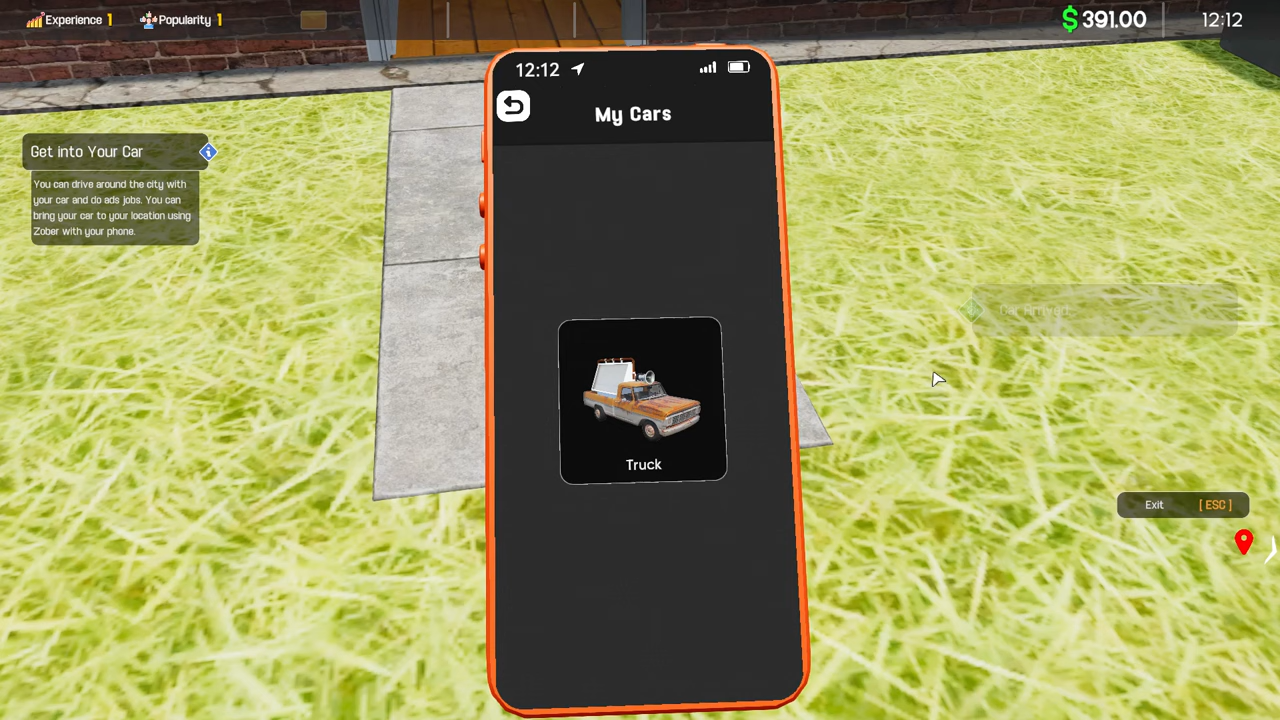 Experience 1
Popularity 1
$ 391.00
12:12
12:12
My Cars
Get into Your Car
You can drive around the city with
your car and do ads jobs. You can
bring your car to your location using
Zober with your phone.
Car Arrived
Truck
Exit [ ESC ]